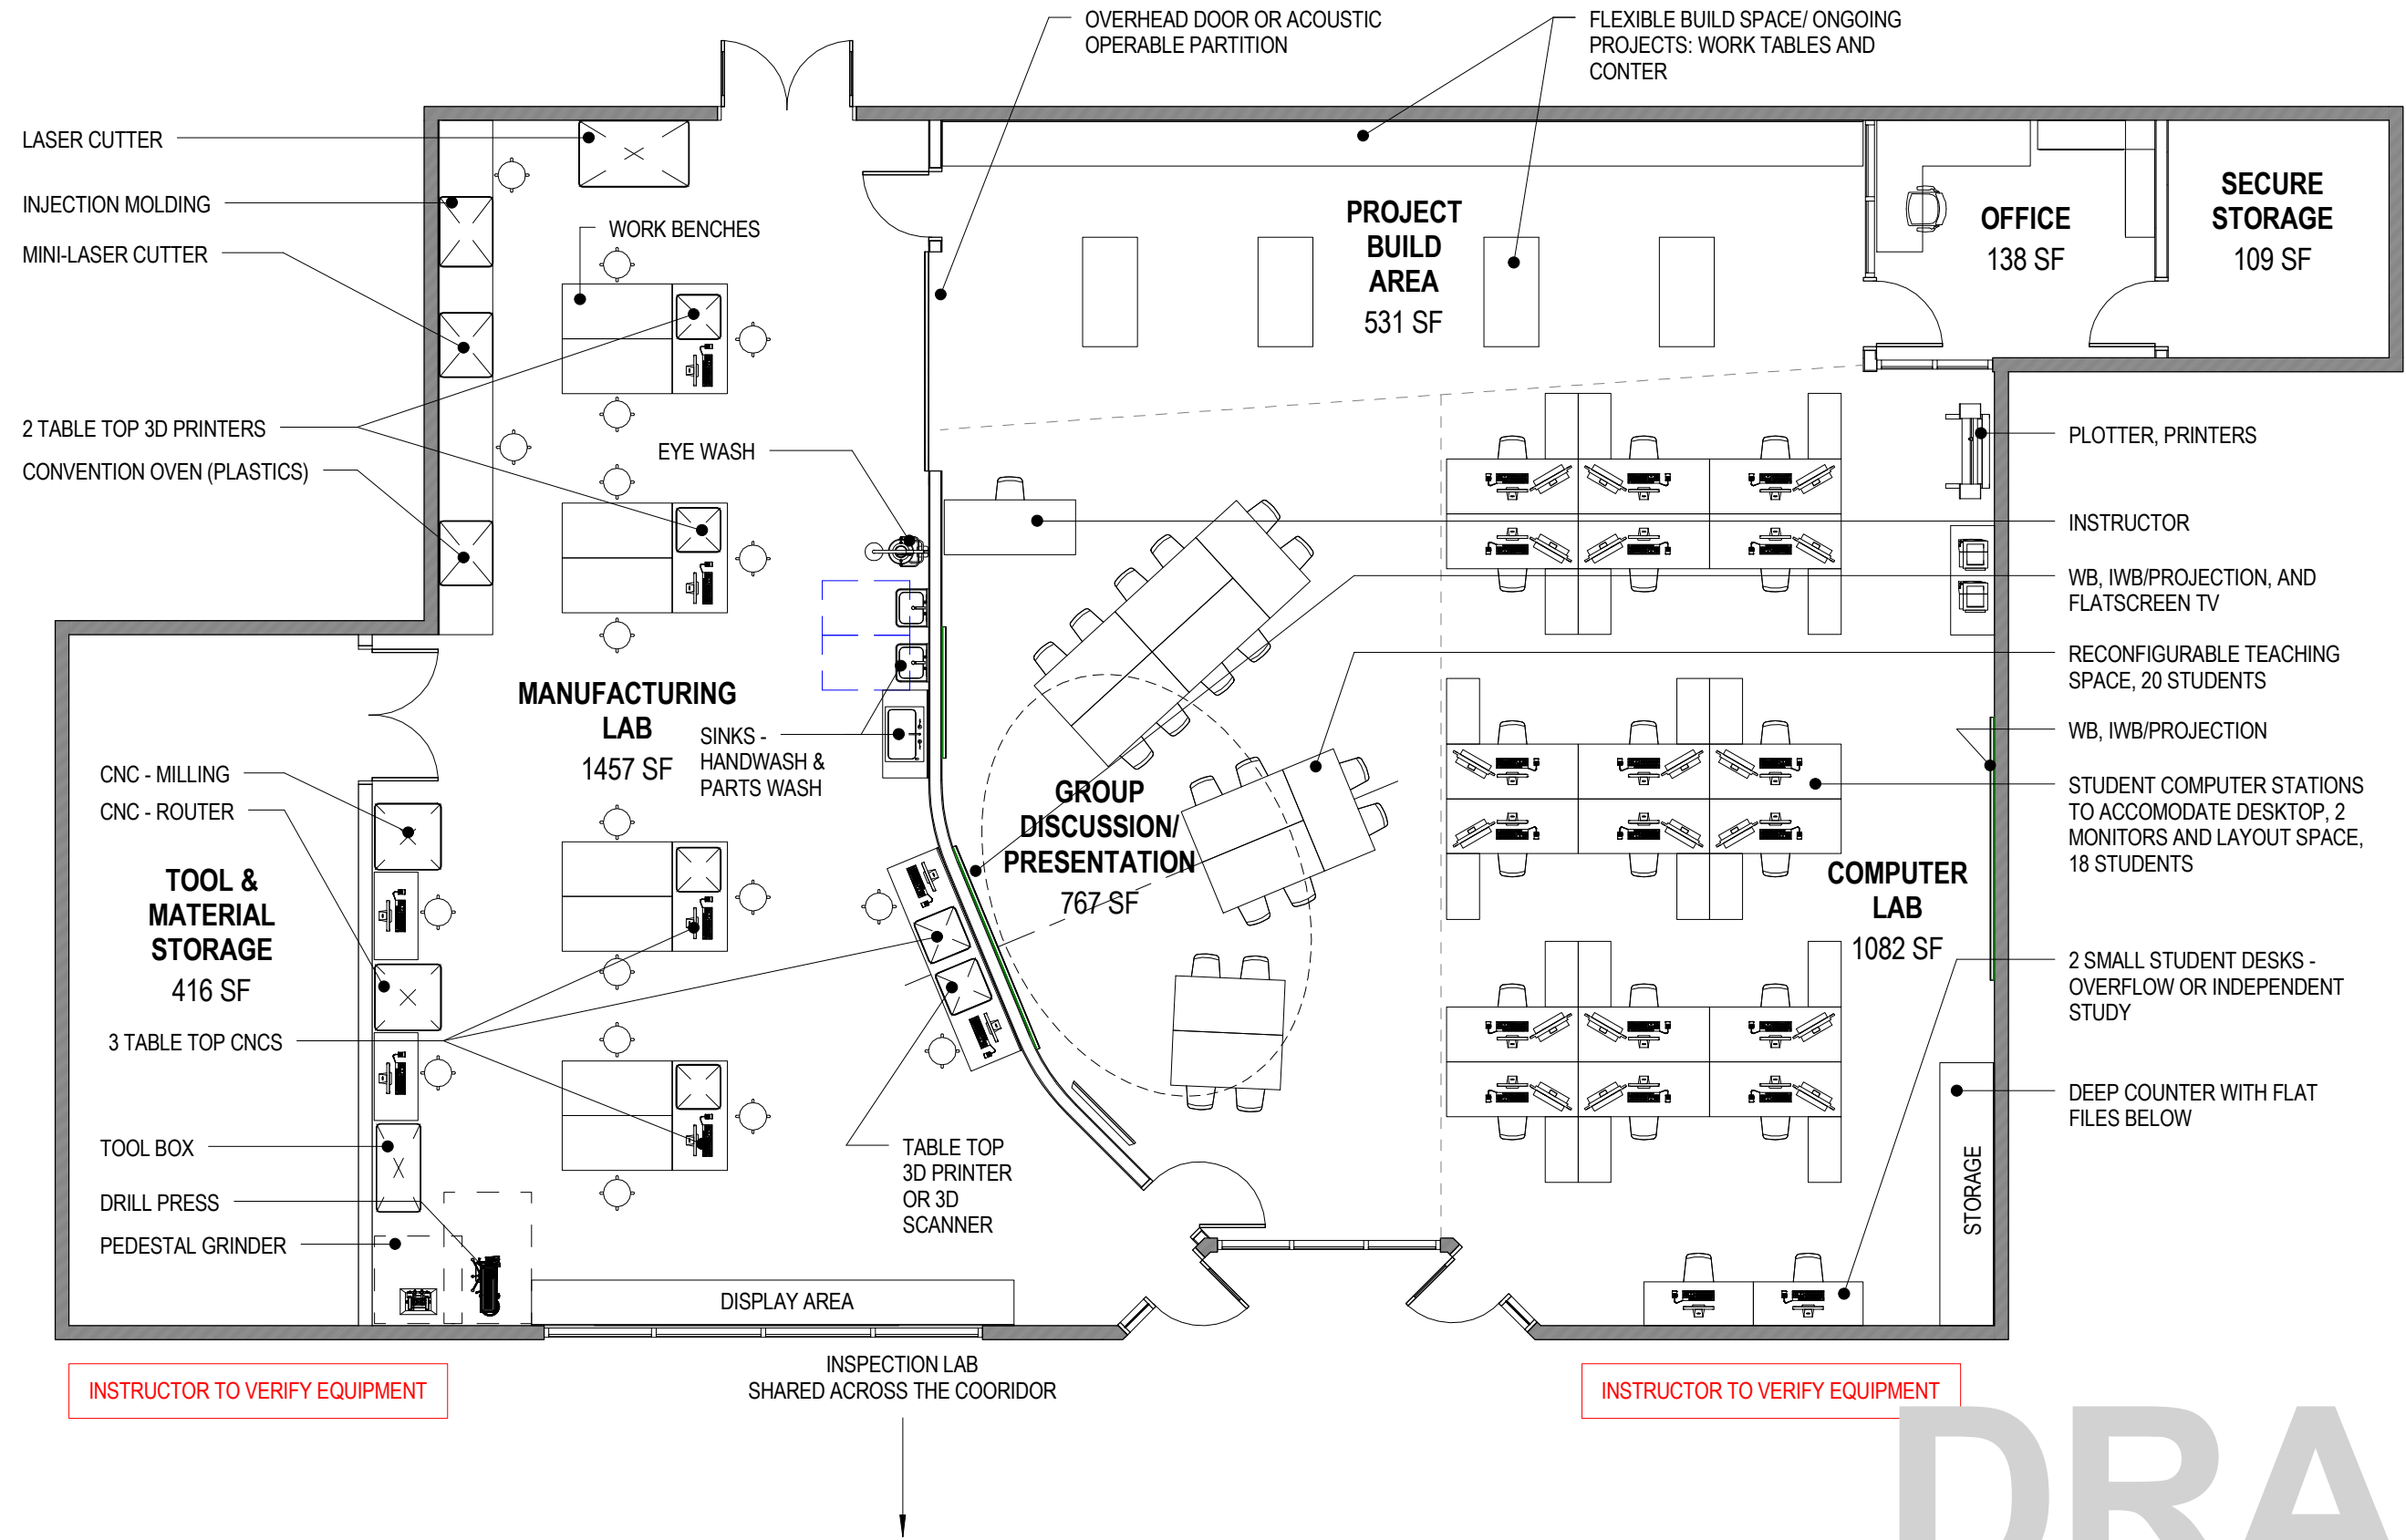 OVERHEAD DOOR OR ACOUSTIC
OPERABLE PARTITION
FLEXIBLE BUILD SPACE/ ONGOING
PROJECTS: WORK TABLES AND
CONTER
LASER CUTTER
INJECTION MOLDING
MINI-LASER CUTTER
WORK BENCHES
2 TABLE TOP 3D PRINTERS
CONVENTION OVEN (PLASTICS)
EYE WASH
PROJECT
BUILD
AREA
531 SF
OFFICE
138 SF
SECURE
STORAGE
109 SF
PLOTTER, PRINTERS
INSTRUCTOR
WB, IWB/PROJECTION, AND
FLATSCREEN TV
RECONFIGURABLE TEACHING
SPACE, 20 STUDENTS
WB, IWB/PROJECTION
STUDENT COMPUTER STATIONS
TO ACCOMODATE DESKTOP, 2
MONITORS AND LAYOUT SPACE,
18 STUDENTS
2 SMALL STUDENT DESKS -
OVERFLOW OR INDEPENDENT
STUDY
DEEP COUNTER WITH FLAT
FILES BELOW
MANUFACTURING
LAB
1457 SF
SINKS -
HANDWASH &
PARTS WASH
GROUP
DISCUSSION/
PRESENTATION
767 SF
COMPUTER
LAB
1082 SF
CNC - MILLING
CNC - ROUTER
TOOL &
MATERIAL
STORAGE
416 SF
3 TABLE TOP CNCS
TOOL BOX
DRILL PRESS
PEDESTAL GRINDER
TABLE TOP
3D PRINTER
OR 3D
SCANNER
STORAGE
DISPLAY AREA
INSTRUCTOR TO VERIFY EQUIPMENT
INSPECTION LAB
SHARED ACROSS THE COORIDOR
INSTRUCTOR TO VERIFY EQUIPMENT
DRA